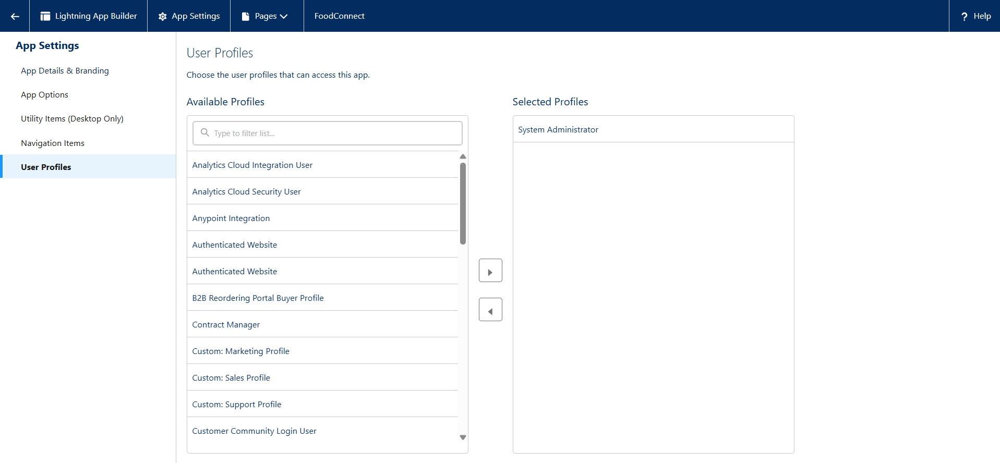 Lightning App Builder
App Settings
Pages
FoodConnect
? Help
App Settings
App Details & Branding
App Options
Utility Items (Desktop Only)
Navigation Items
User Profiles
User Profiles
Choose the user profiles that can access this app.
Available Profiles
Type to filter list...
Analytics Cloud Integration User
Analytics Cloud Security User
Anypoint Integration
Authenticated Website
Authenticated Website
B2B Reordering Portal Buyer Profile
Contract Manager
Custom: Marketing Profile
Custom: Sales Profile
Custom: Support Profile
Customer Community Login User
Selected Profiles
System Administrator